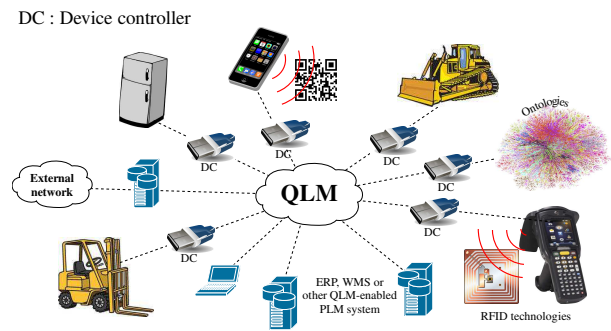 DC : Device controller
Ontologies
DC
DC
DC
DC
External
network
QLM
DC
DC
ERP, WMS or
other QLM-enabled
PLM system
RFID technologies